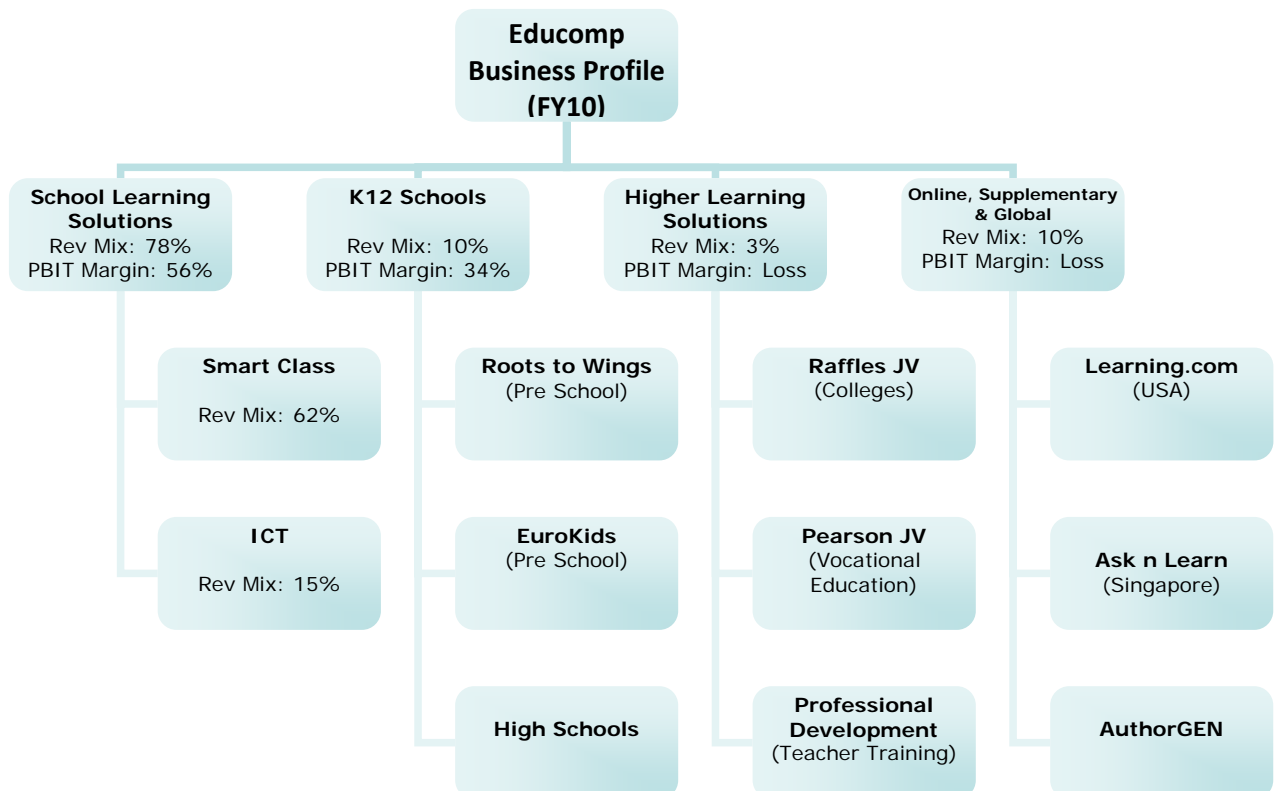 Educomp
Business Profile
(FY10)
School Learning
Solutions
Rev Mix: 78%
PBIT Margin: 56%
K12 Schools
Rev Mix: 10%
PBIT Margin: 34%
Higher Learning
Solutions
Rev Mix: 3%
PBIT Margin: Loss
Online, Supplementary
& Global
Rev Mix: 10%
PBIT Margin: Loss
Smart Class
Rev Mix: 62%
Roots to Wings
(Pre School)
Raffles JV
(Colleges)
Learning.com
(USA)
ICT
Rev Mix: 15%
EuroKids
(Pre School)
Pearson JV
(Vocational
Education)
Ask n Learn
(Singapore)
High Schools
Professional
Development
(Teacher Training)
AuthorGEN